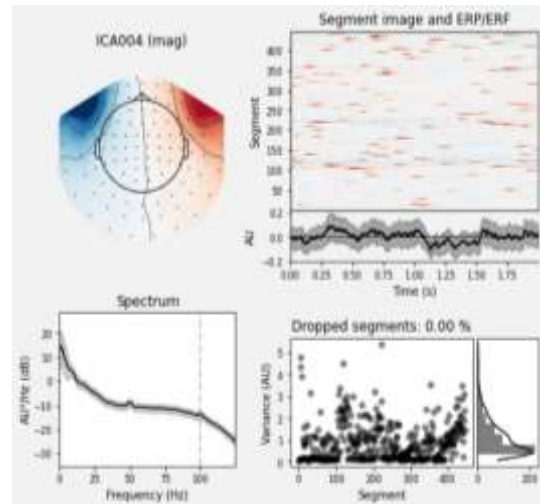 ICA004 (mag)
Segment image and ERP/ERF
Segment
400
350
300
250
200
150
100
50
AU
0.2
0.0
−0.2
0.00 0.25 0.50 0.75 1.00 1.25 1.50 1.75
Time (s)
Spectrum
AU²/Hz (dB)
20
10
0
−10
−20
−30
0 25 50 75 100
Frequency (Hz)
Dropped segments: 0.00 %
Variance (AU)
5
4
3
2
1
0
0 100 200 300 400
Segment
0 200